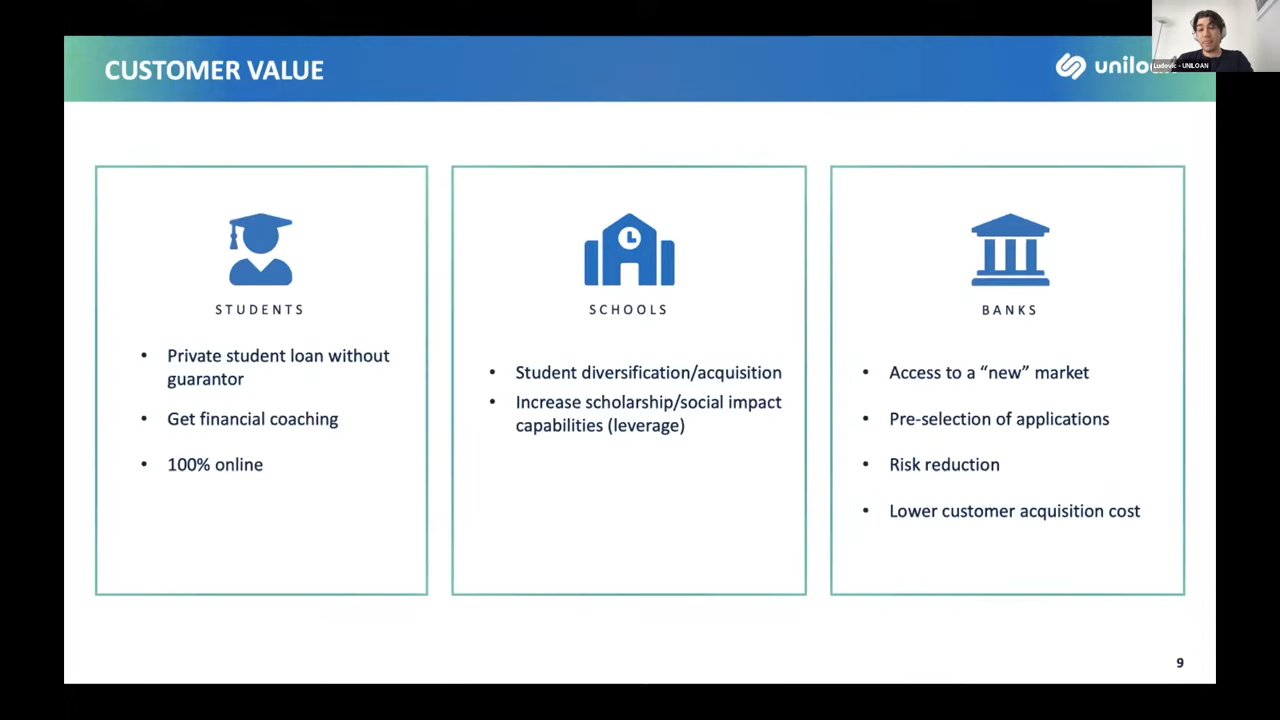 CUSTOMER VALUE
Ludovic - UNILOAN
STUDENTS
• Private student loan without
guarantor
• Get financial coaching
• 100% online
SCHOOLS
• Student diversification/acquisition
• Increase scholarship/social impact
capabilities (leverage)
BANKS
• Access to a “new” market
• Pre-selection of applications
• Risk reduction
• Lower customer acquisition cost
9